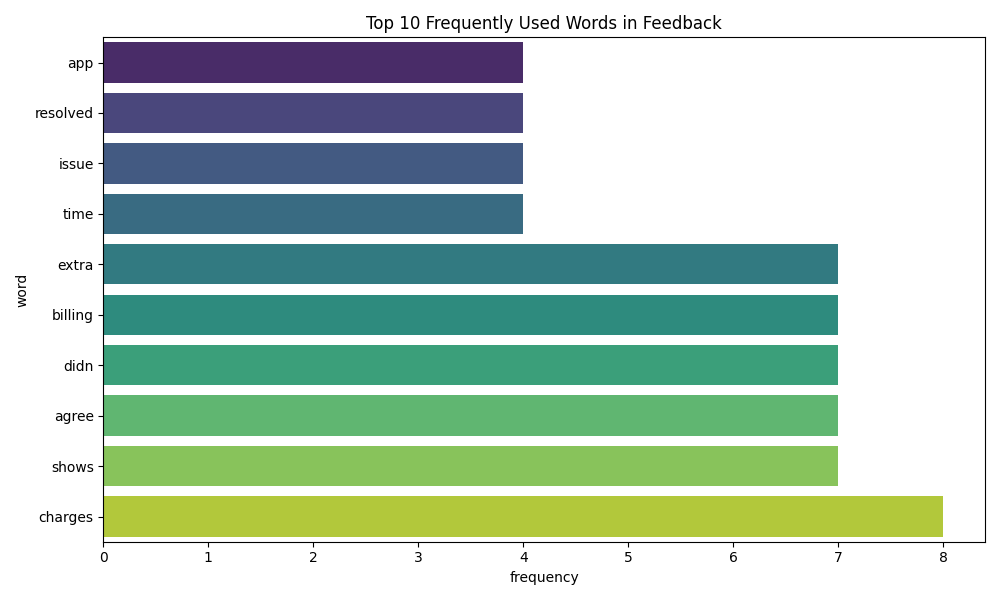 Top 10 Frequently Used Words in Feedback
word
app
resolved
issue
time
extra
billing
didn
agree
shows
charges
0 1 2 3 4 5 6 7 8
frequency